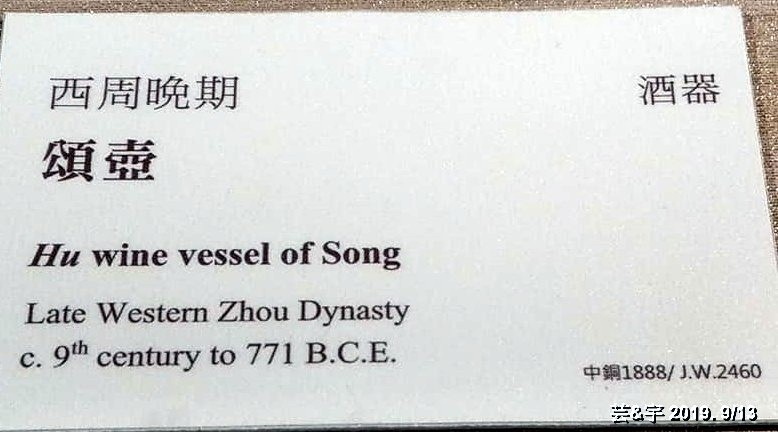 西周晚期 酒器
頌壺
Hu wine vessel of Song
Late Western Zhou Dynasty
c. 9th century to 771 B.C.E.
中銅1888/ J.W.2460
芸&宇 2019. 9/13